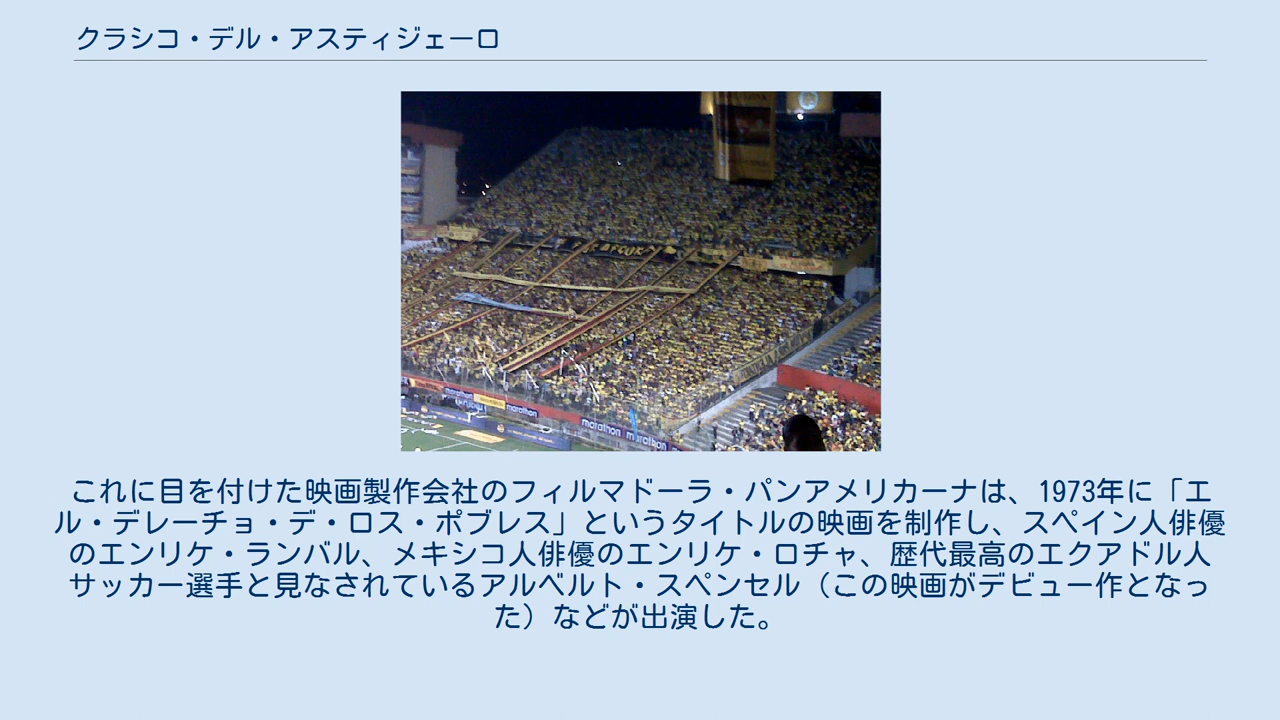 クラシコ・デル・アスティジェーロ
marathon
marathon
marathon marathon
これに目を付けた映画製作会社のフィルマドーラ・パンアメリカーナは、1973年に「エ
ル・デレーチョ・デ・ロス・ポブレス」というタイトルの映画を制作し、スペイン人俳優
のエンリケ・ランバル、メキシコ人俳優のエンリケ・ロチャ、歴代最高のエクアドル人
サッカー選手と見なされているアルベルト・スペンセル（この映画がデビュー作となっ
た）などが出演した。